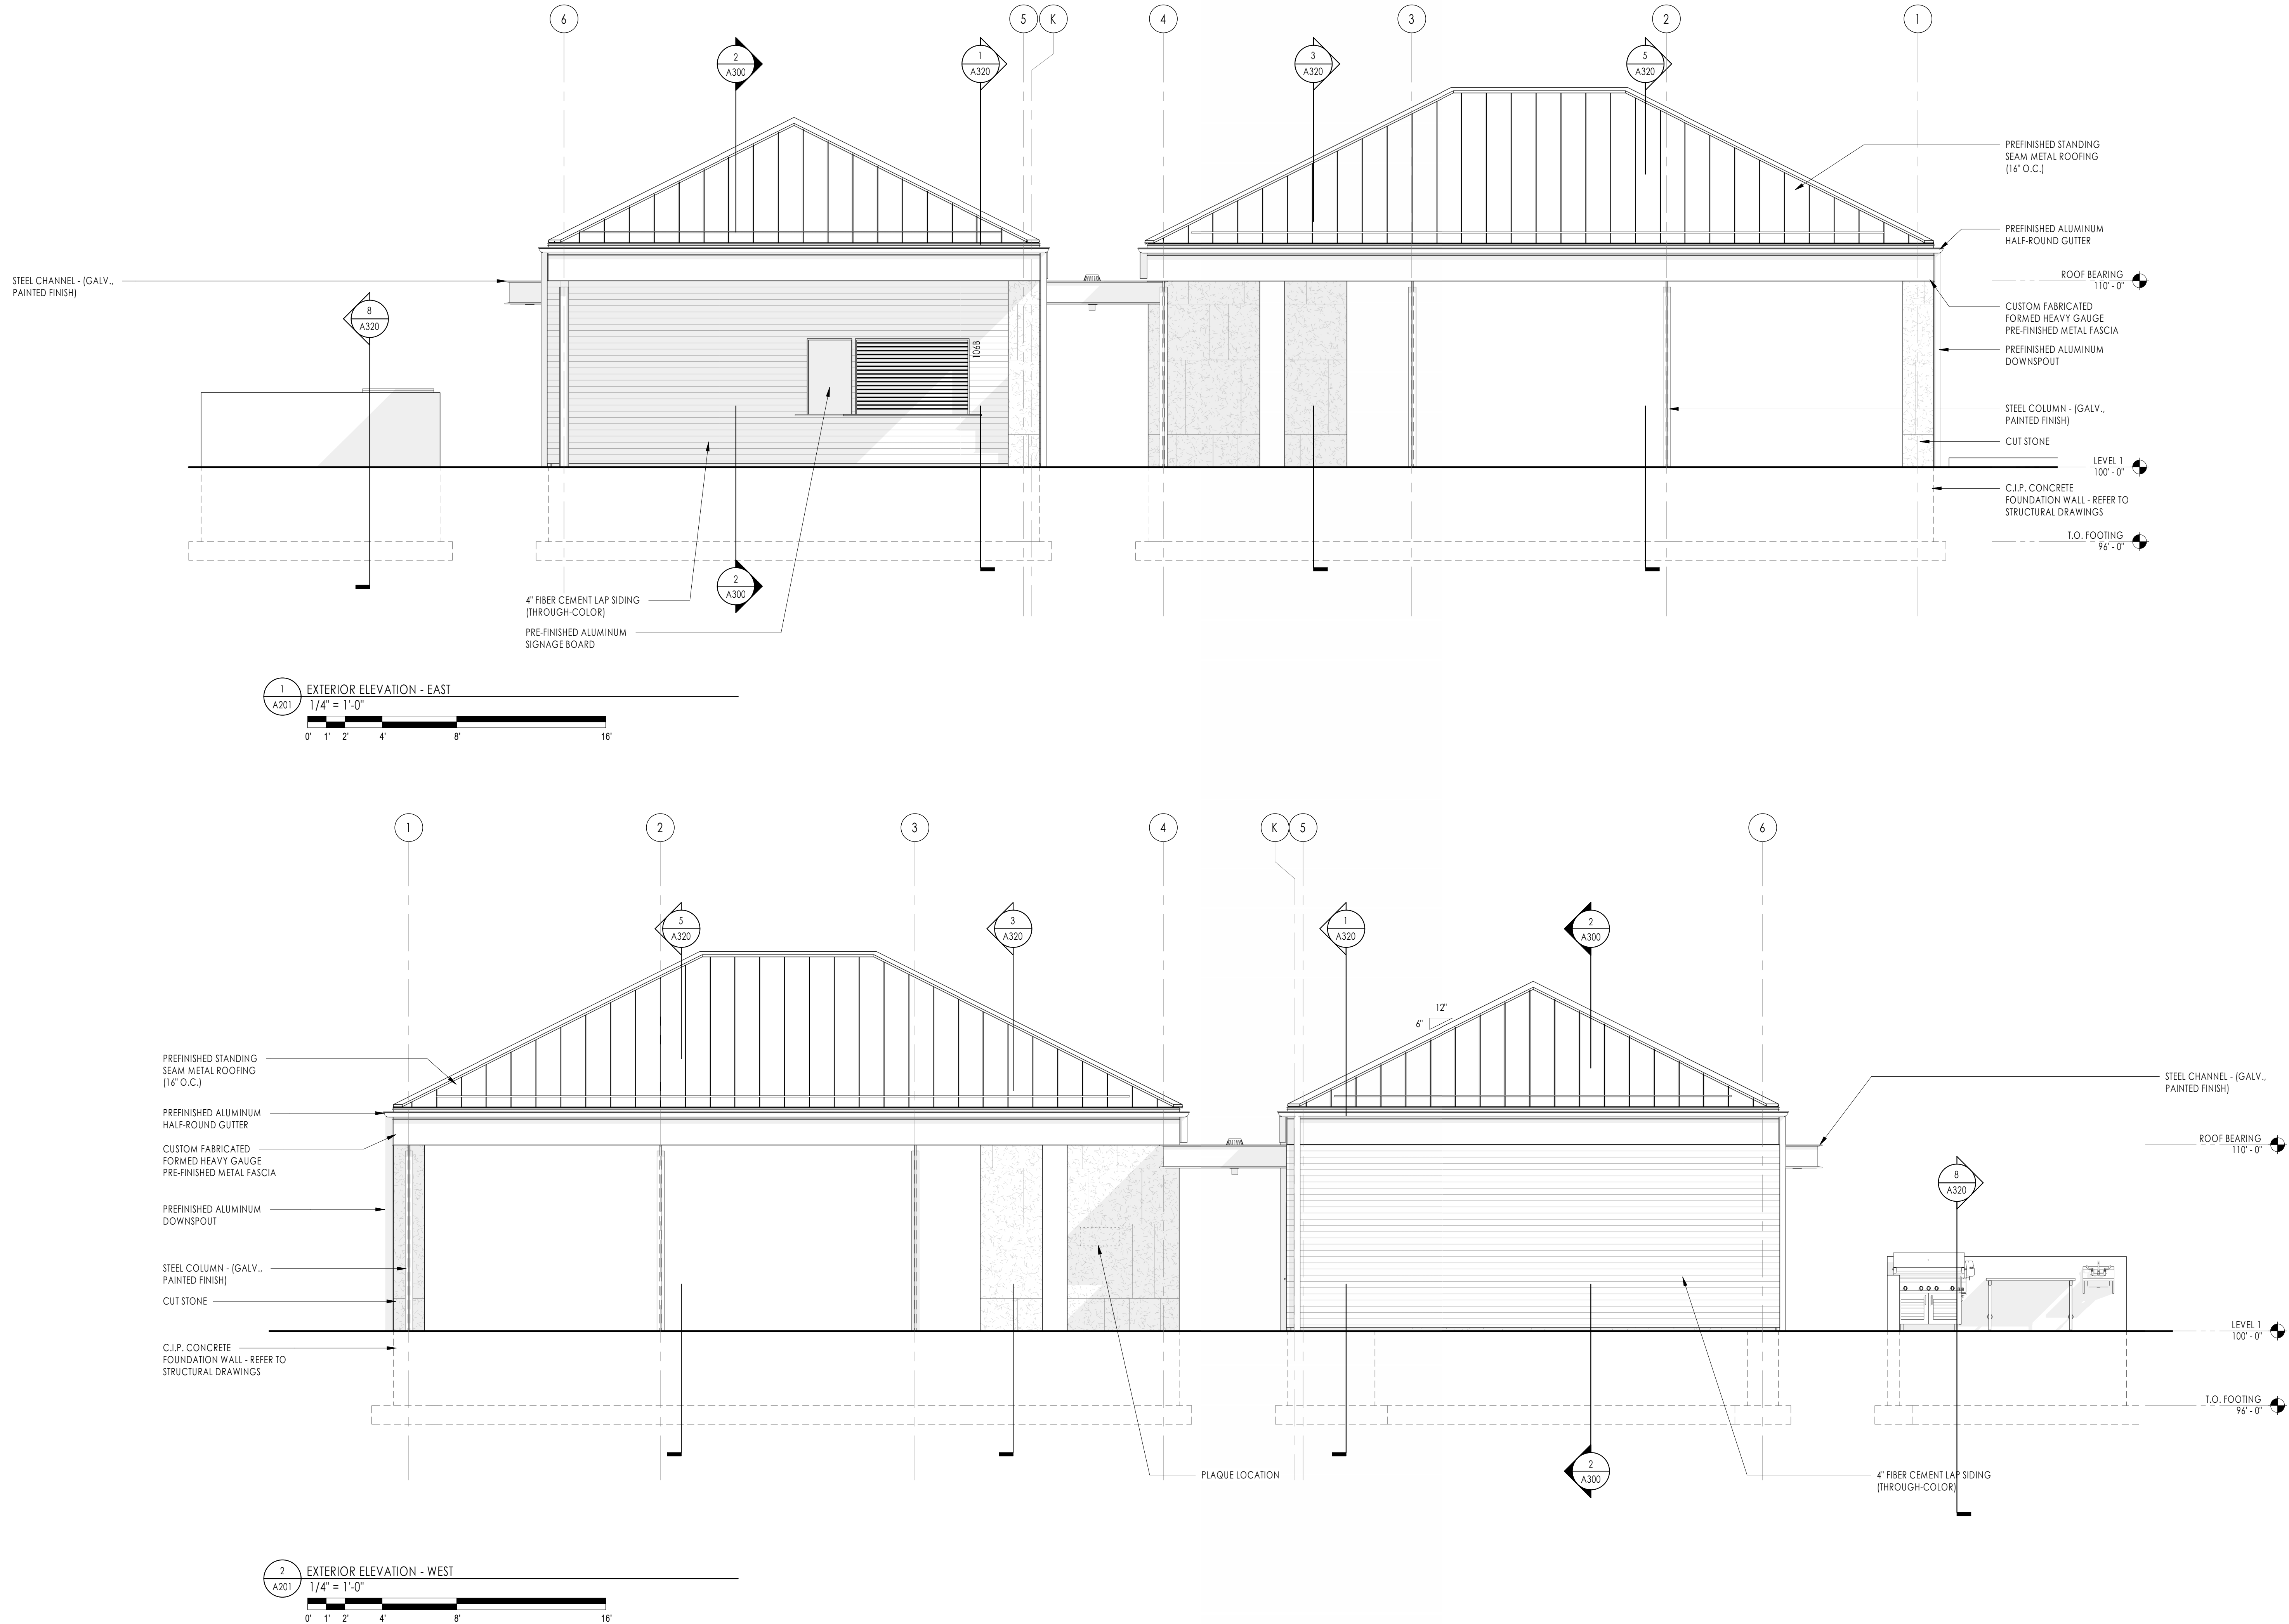 6
5
K
4
3
2
1
2
A300
1
A320
3
A320
5
A320
PREFINISHED STANDING
SEAM METAL ROOFING
(16" O.C.)
PREFINISHED ALUMINUM
HALF-ROUND GUTTER
STEEL CHANNEL - (GALV.,
PAINTED FINISH)
ROOF BEARING
110' - 0"
8
A320
CUSTOM FABRICATED
FORMED HEAVY GAUGE
PRE-FINISHED METAL FASCIA
106B
PREFINISHED ALUMINUM
DOWNSPOUT
STEEL COLUMN - (GALV.,
PAINTED FINISH)
CUT STONE
LEVEL 1
100' - 0"
C.I.P. CONCRETE
FOUNDATION WALL - REFER TO
STRUCTURAL DRAWINGS
T.O. FOOTING
96' - 0"
2
A300
4" FIBER CEMENT LAP SIDING
(THROUGH-COLOR)
PRE-FINISHED ALUMINUM
SIGNAGE BOARD
1
A201
EXTERIOR ELEVATION - EAST
1/4" = 1'-0"
0' 1' 2' 4' 8' 16'
1
2
3
4
K
5
6
5
A320
3
A320
1
A320
2
A300
12"
6"
PREFINISHED STANDING
SEAM METAL ROOFING
(16" O.C.)
STEEL CHANNEL - (GALV.,
PAINTED FINISH)
PREFINISHED ALUMINUM
HALF-ROUND GUTTER
ROOF BEARING
110' - 0"
CUSTOM FABRICATED
FORMED HEAVY GAUGE
PRE-FINISHED METAL FASCIA
8
A320
PREFINISHED ALUMINUM
DOWNSPOUT
STEEL COLUMN - (GALV.,
PAINTED FINISH)
CUT STONE
LEVEL 1
100' - 0"
C.I.P. CONCRETE
FOUNDATION WALL - REFER TO
STRUCTURAL DRAWINGS
T.O. FOOTING
96' - 0"
PLAQUE LOCATION
2
A300
4" FIBER CEMENT LAP SIDING
(THROUGH-COLOR)
2
A201
EXTERIOR ELEVATION - WEST
1/4" = 1'-0"
0' 1' 2' 4' 8' 16'